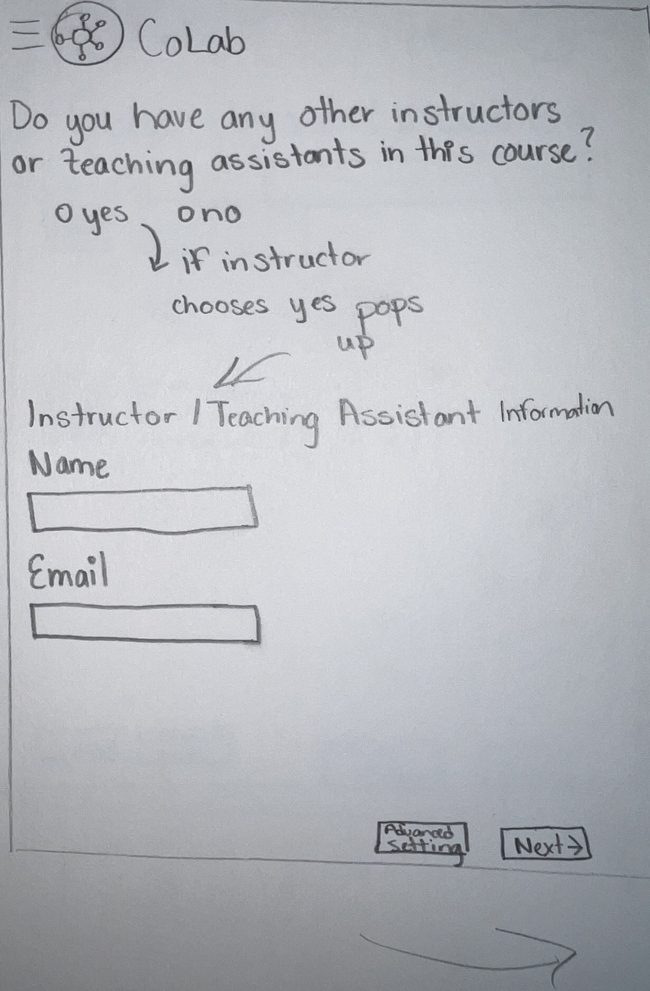 CoLab
Do you have any other instructors
or teaching assistants in this course?
o yes o no
if instructor
chooses yes pops
up
Instructor / Teaching Assistant Information
Name
Email
Advanced
setting
Next →